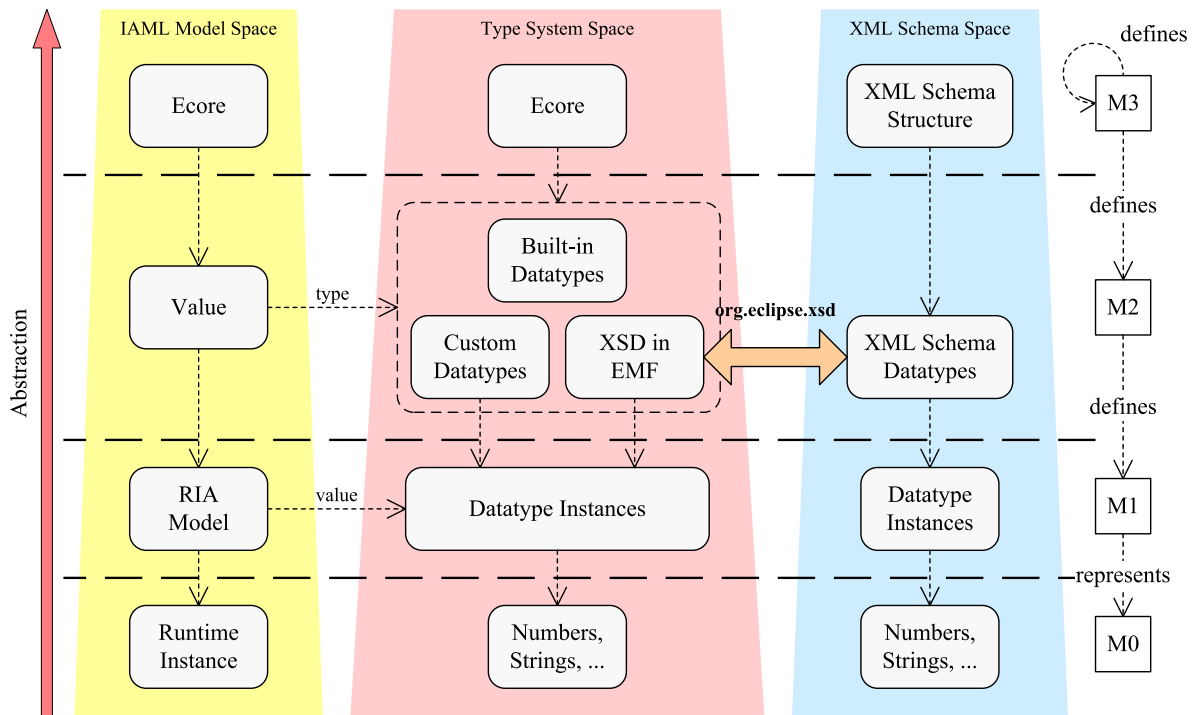 IAML Model Space
Type System Space
XML Schema Space
defines
Ecore
Ecore
XML Schema
Structure
M3
defines
Built-in
Datatypes
Value
type
org.eclipse.xsd
M2
Custom
Datatypes
XSD in
EMF
XML Schema
Datatypes
Abstraction
defines
RIA
Model
value
Datatype Instances
Datatype
Instances
M1
represents
Runtime
Instance
Numbers,
Strings, ...
Numbers,
Strings, ...
M0